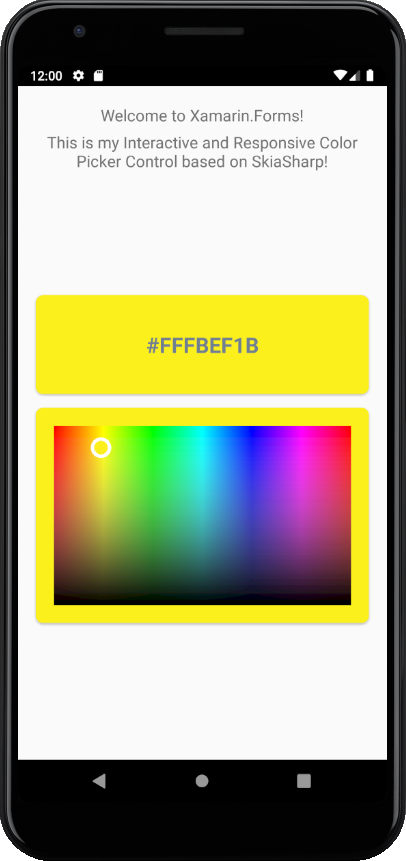 12:00
Welcome to Xamarin.Forms!
This is my Interactive and Responsive Color
Picker Control based on SkiaSharp!
#FFFBEF1B